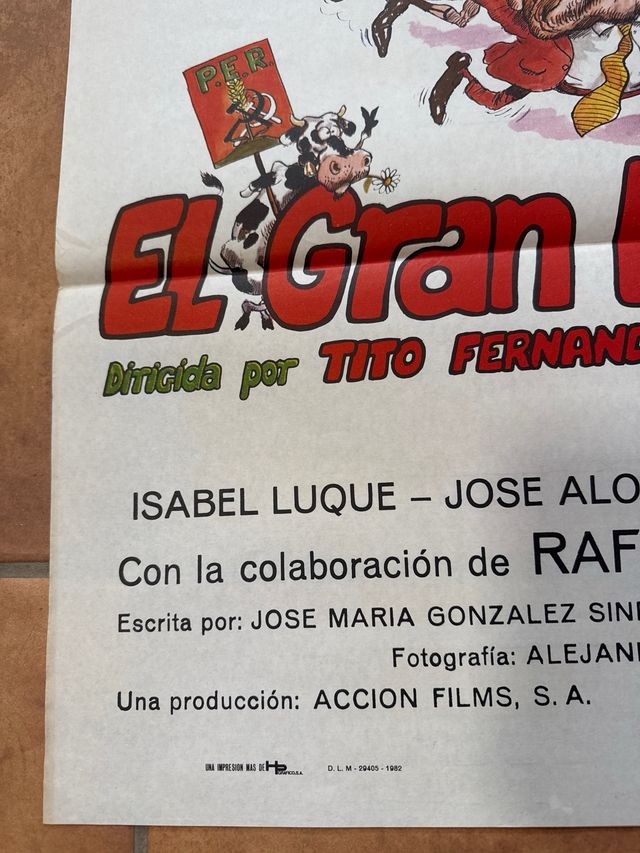 P.E.R.
EL Gran
Dirigida por TITO FERNAND
ISABEL LUQUE – JOSE ALO
Con la colaboración de RAF
Escrita por: JOSE MARIA GONZALEZ SIN
Fotografía: ALEJAN
Una producción: ACCION FILMS, S. A.
UNA IMPRESION MAS DE HP GRAFICO, S.A. D. L. M - 29405 - 1982